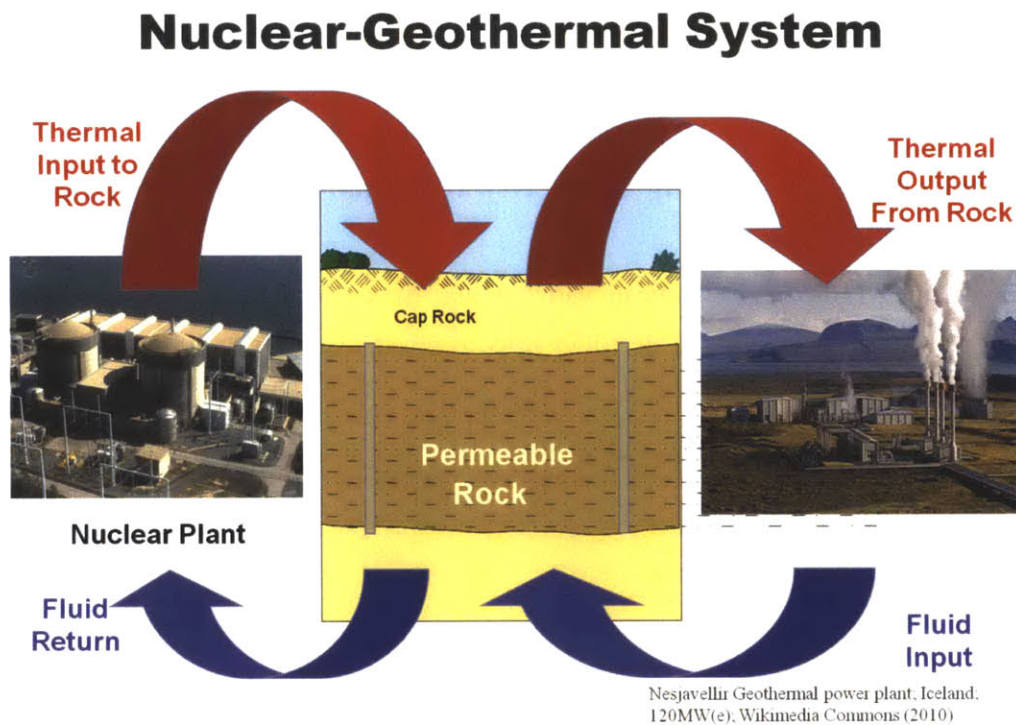 Nuclear-Geothermal System
Thermal
Input to
Rock
Thermal
Output
From Rock
Cap Rock
Permeable
Rock
Nuclear Plant
Fluid
Return
Fluid
Input
Nesjavellir Geothermal power plant; Iceland;
120MW(e); Wikimedia Commons (2010)